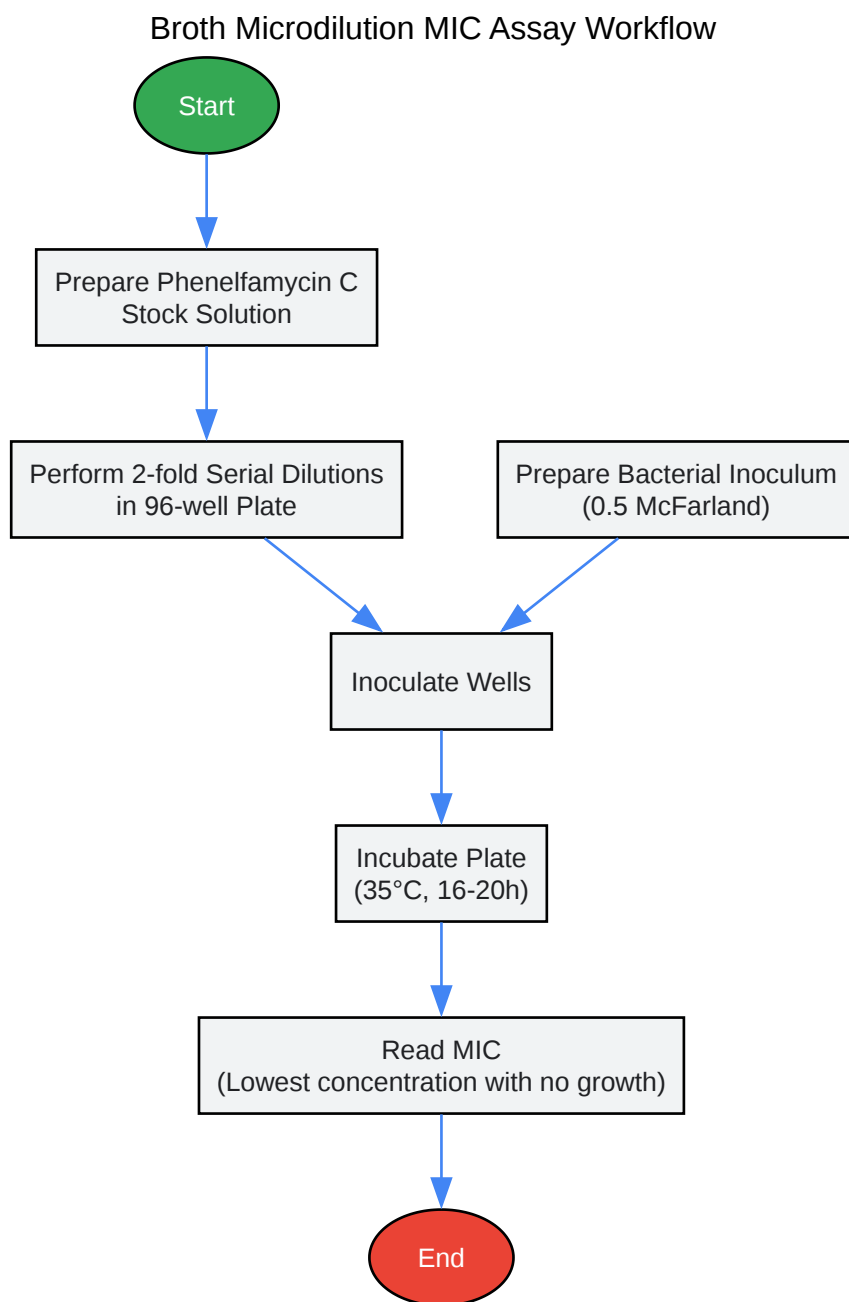 Broth Microdilution MIC Assay Workflow
Start
Prepare Phenelfamycin C
Stock Solution
Perform 2-fold Serial Dilutions
in 96-well Plate
Prepare Bacterial Inoculum
(0.5 McFarland)
Inoculate Wells
Incubate Plate
(35°C, 16-20h)
Read MIC
(Lowest concentration with no growth)
End